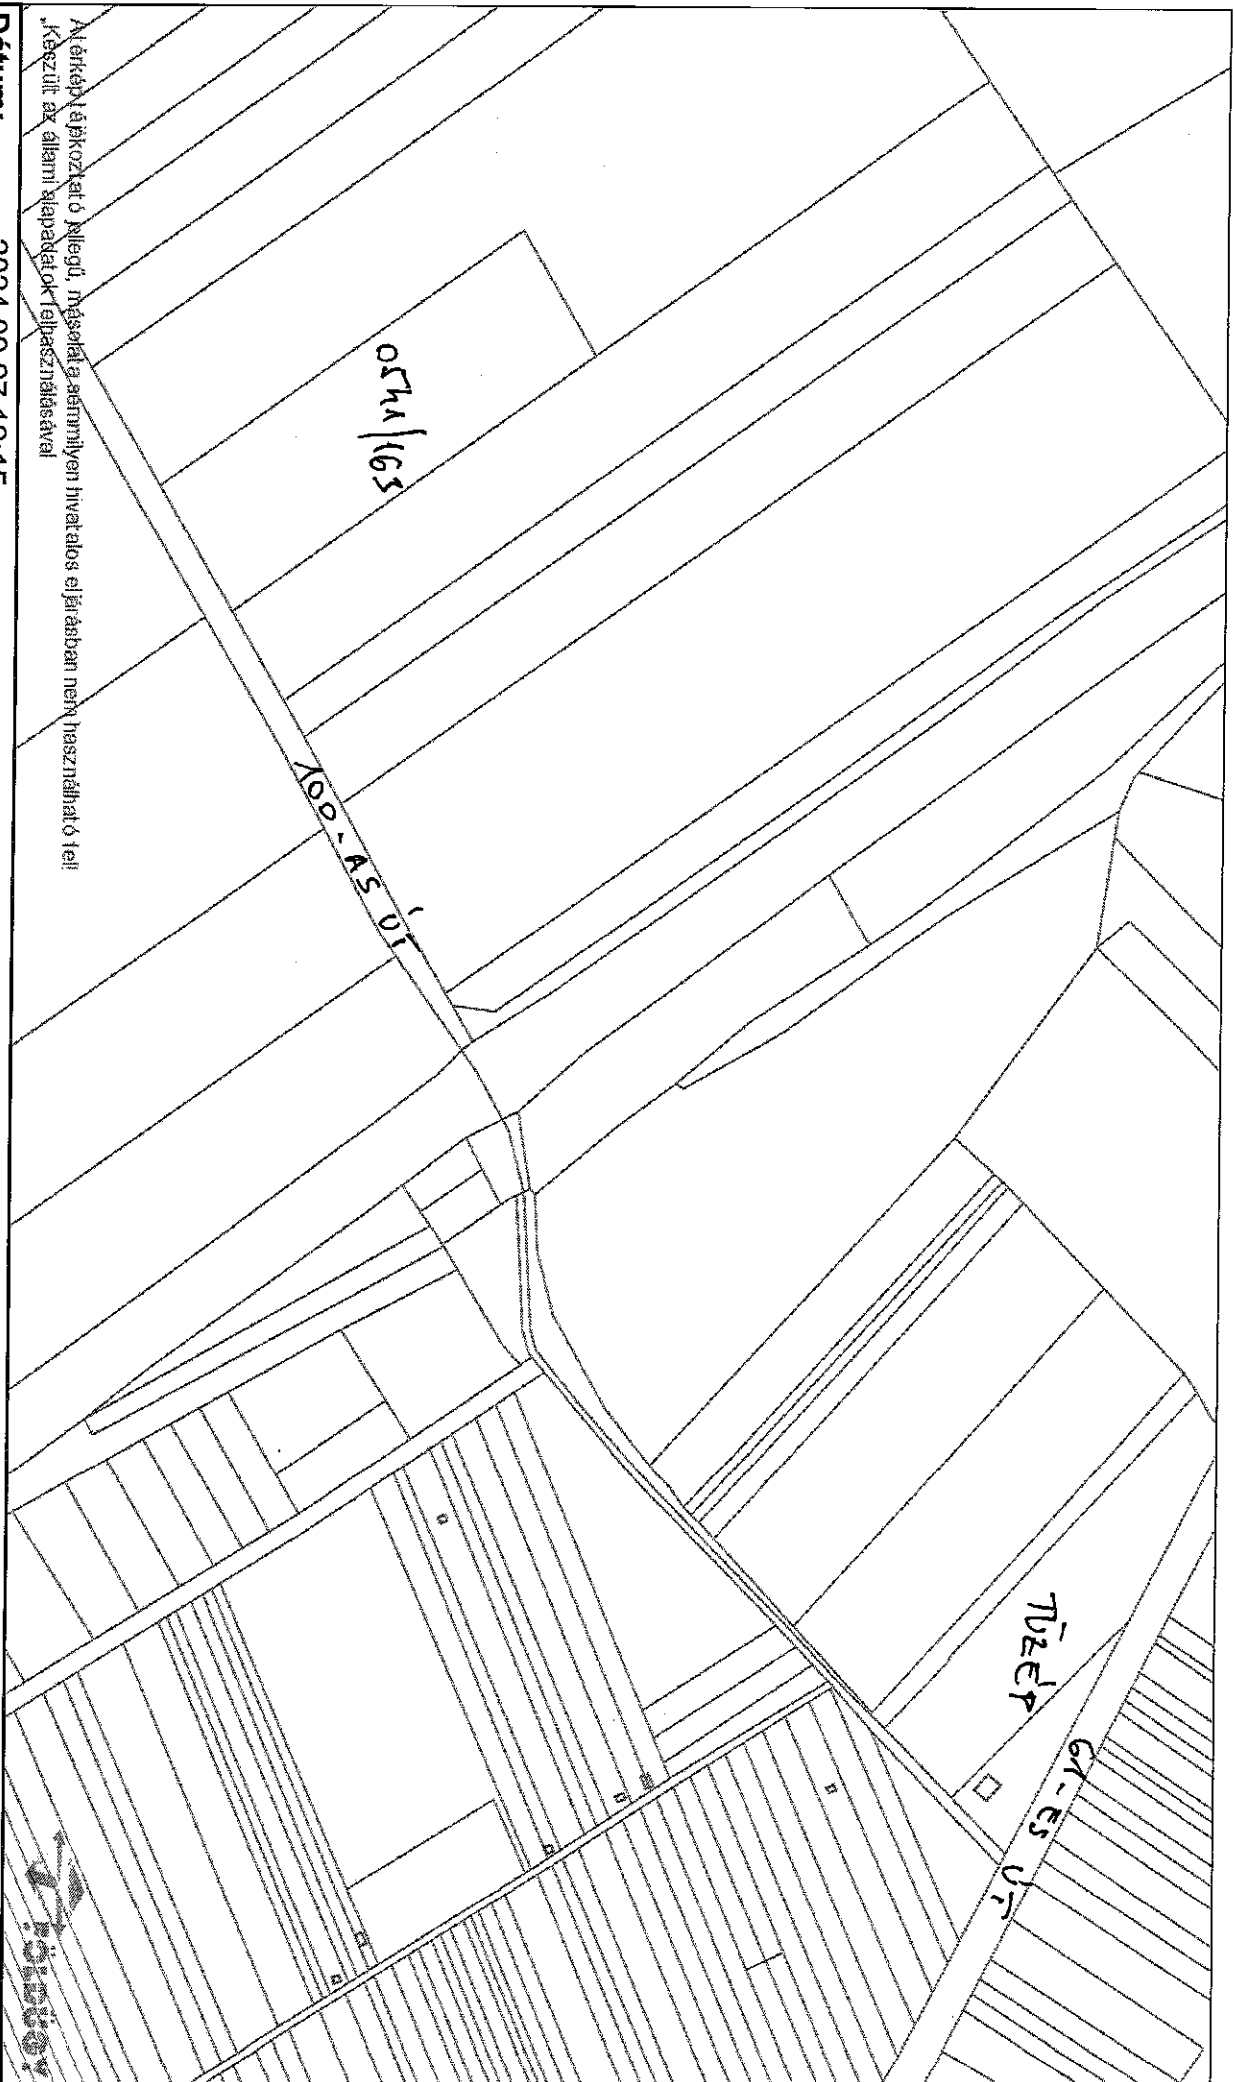 0541/163
100-AS ÚT
TÜZÉP
61-ES ÚT
A térkép tájékoztató jellegű, másolata semmilyen hivatalos eljárásban nem használható fel!
„Készült az állami alapadatok felhasználásával
FÖLDÜGY